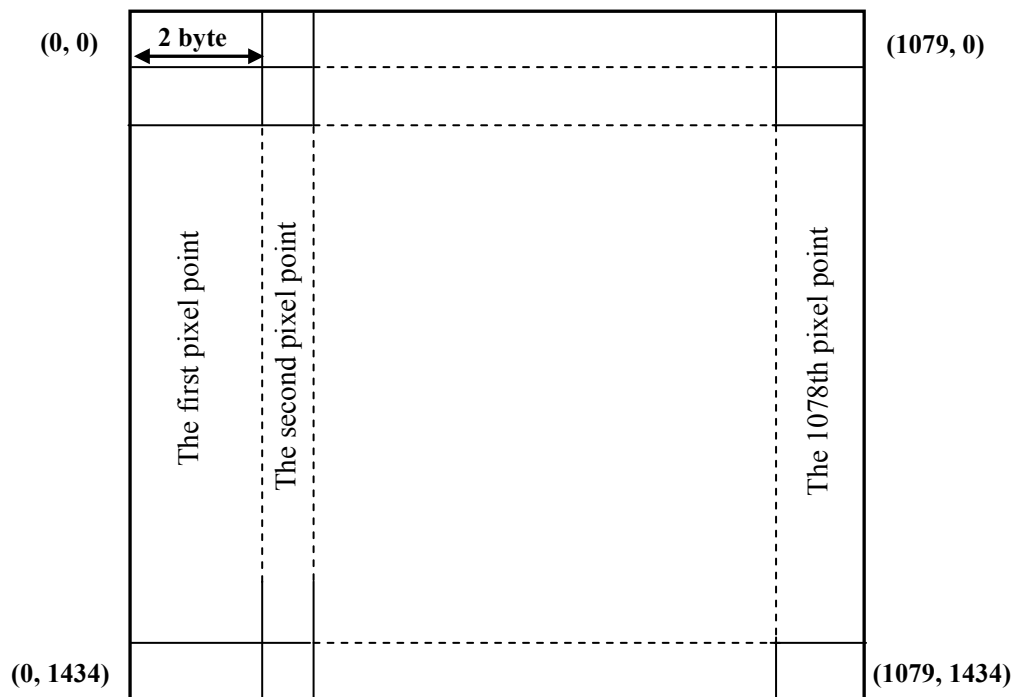 (0, 0)
2 byte
(1079, 0)
The first pixel point
The second pixel point
The 1078th pixel point
(0, 1434)
(1079, 1434)